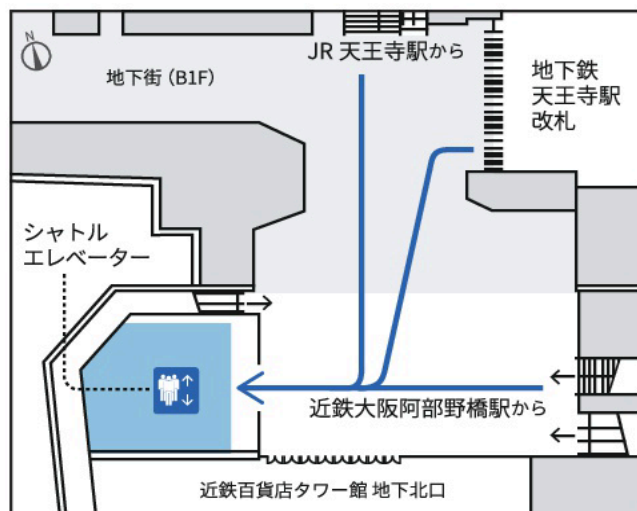 N
JR 天王寺駅から
地下街（B1F）
地下鉄
天王寺駅
改札
シャトル
エレベーター
近鉄大阪阿部野橋駅から
近鉄百貨店タワー館 地下北口